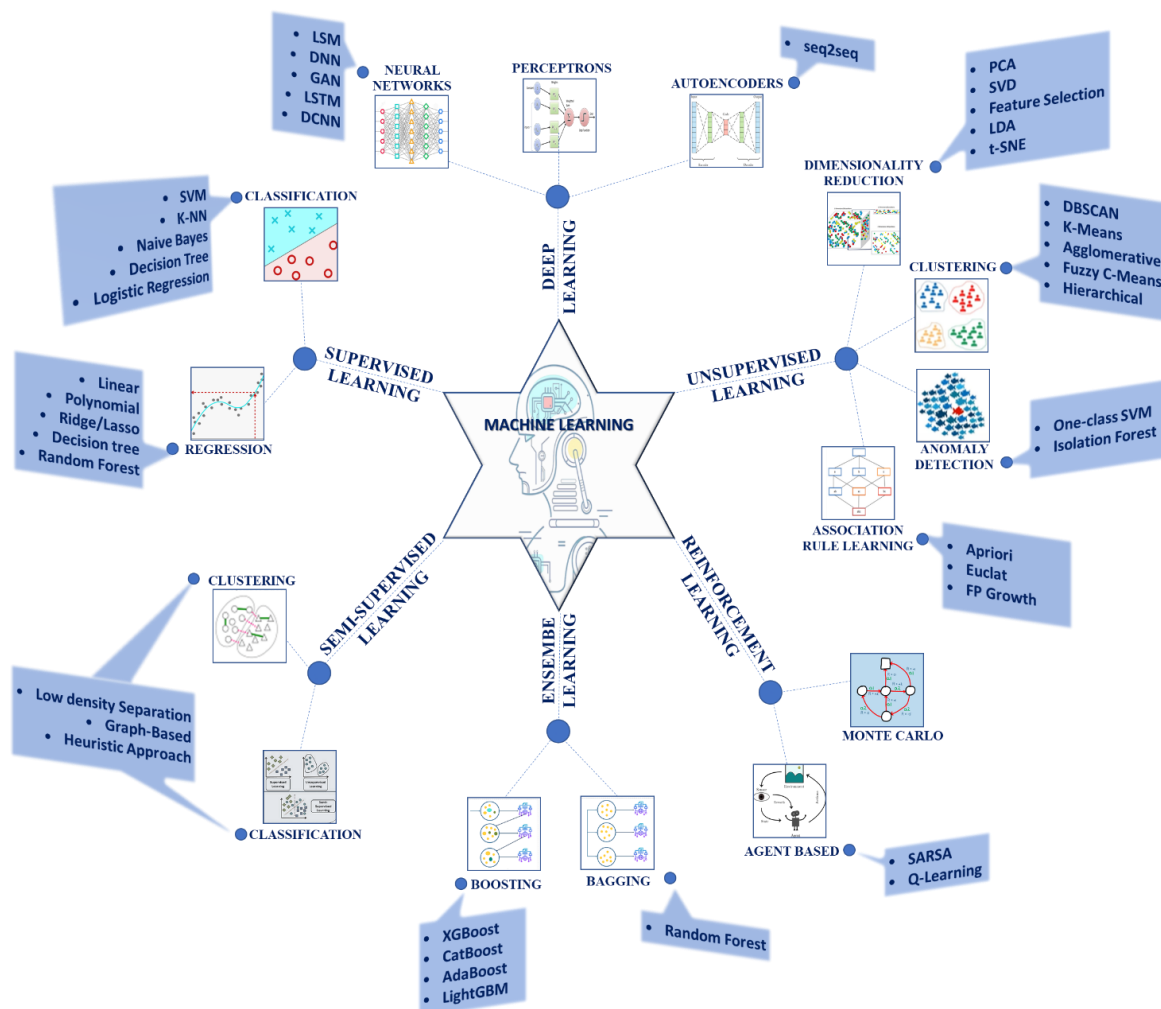 MACHINE LEARNING
DEEP
LEARNING
NEURAL
NETWORKS
• LSM
• DNN
• GAN
• LSTM
• DCNN
PERCEPTRONS
AUTOENCODERS
• seq2seq
SUPERVISED
LEARNING
CLASSIFICATION
• SVM
• K-NN
• Naive Bayes
• Decision Tree
• Logistic Regression
REGRESSION
• Linear
• Polynomial
• Ridge/Lasso
• Decision tree
• Random Forest
UNSUPERVISED
LEARNING
DIMENSIONALITY
REDUCTION
• PCA
• SVD
• Feature Selection
• LDA
• t-SNE
CLUSTERING
• DBSCAN
• K-Means
• Agglomerative
• Fuzzy C-Means
• Hierarchical
ANOMALY
DETECTION
• One-class SVM
• Isolation Forest
ASSOCIATION
RULE LEARNING
• Apriori
• Euclat
• FP Growth
SEMI-SUPERVISED
LEARNING
CLUSTERING
• Low density Separation
• Graph-Based
• Heuristic Approach
CLASSIFICATION
ENSEMBE
LEARNING
BOOSTING
• XGBoost
• CatBoost
• AdaBoost
• LightGBM
BAGGING
• Random Forest
REINFORCEMENT
LEARNING
MONTE CARLO
AGENT BASED
• SARSA
• Q-Learning